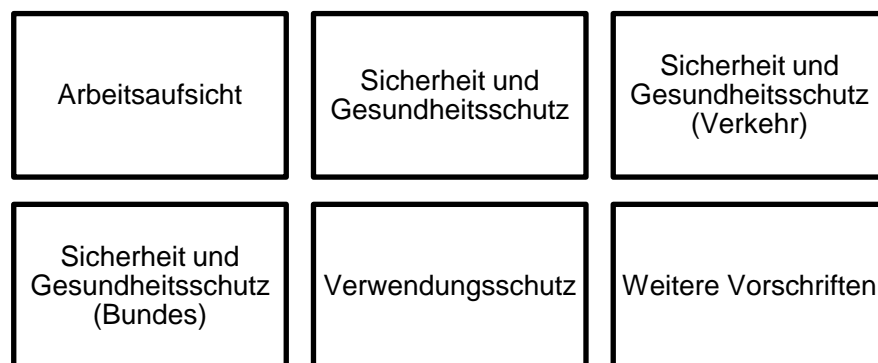 Arbeitsaufsicht
Sicherheit und
Gesundheitsschutz
Sicherheit und
Gesundheitsschutz
(Verkehr)
Sicherheit und
Gesundheitsschutz
(Bundes)
Verwendungsschutz
Weitere Vorschriften